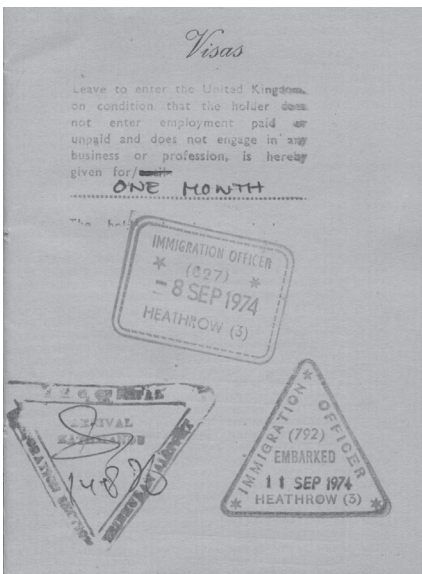 Visas
Leave to enter the United Kingdom,
on condition that the holder does
not enter employment paid or
unpaid and does not engage in any
business or profession, is hereby
given for/
ONE MONTH
The
IMMIGRATION OFFICER
* (C27) *
- 8 SEP 1974
HEATHROW (3)
KATHMANDU
IMMIGRATION OFFICER
(792)
EMBARKED
11 SEP 1974
* HEATHROW (3) *